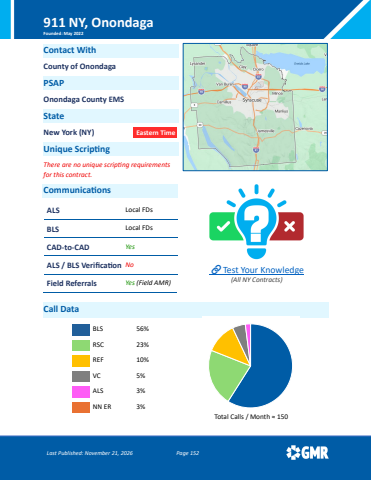 911 NY, Onondaga
Founded: May 2023
Contact With
County of Onondaga
PSAP
Onondaga County EMS
State
New York (NY) Eastern Time
Unique Scripting
There are no unique scripting requirements
for this contract.
Communications
ALS Local FDs
BLS Local FDs
CAD-to-CAD Yes
ALS / BLS Verification No
Field Referrals Yes (Field AMR)
Syracuse
Test Your Knowledge
(All NY Contracts)
Call Data
BLS 56%
RSC 23%
REF 10%
VC 5%
ALS 3%
NN ER 3%
Total Calls / Month = 150
Last Published: November 21, 2026 Page 152
GMR